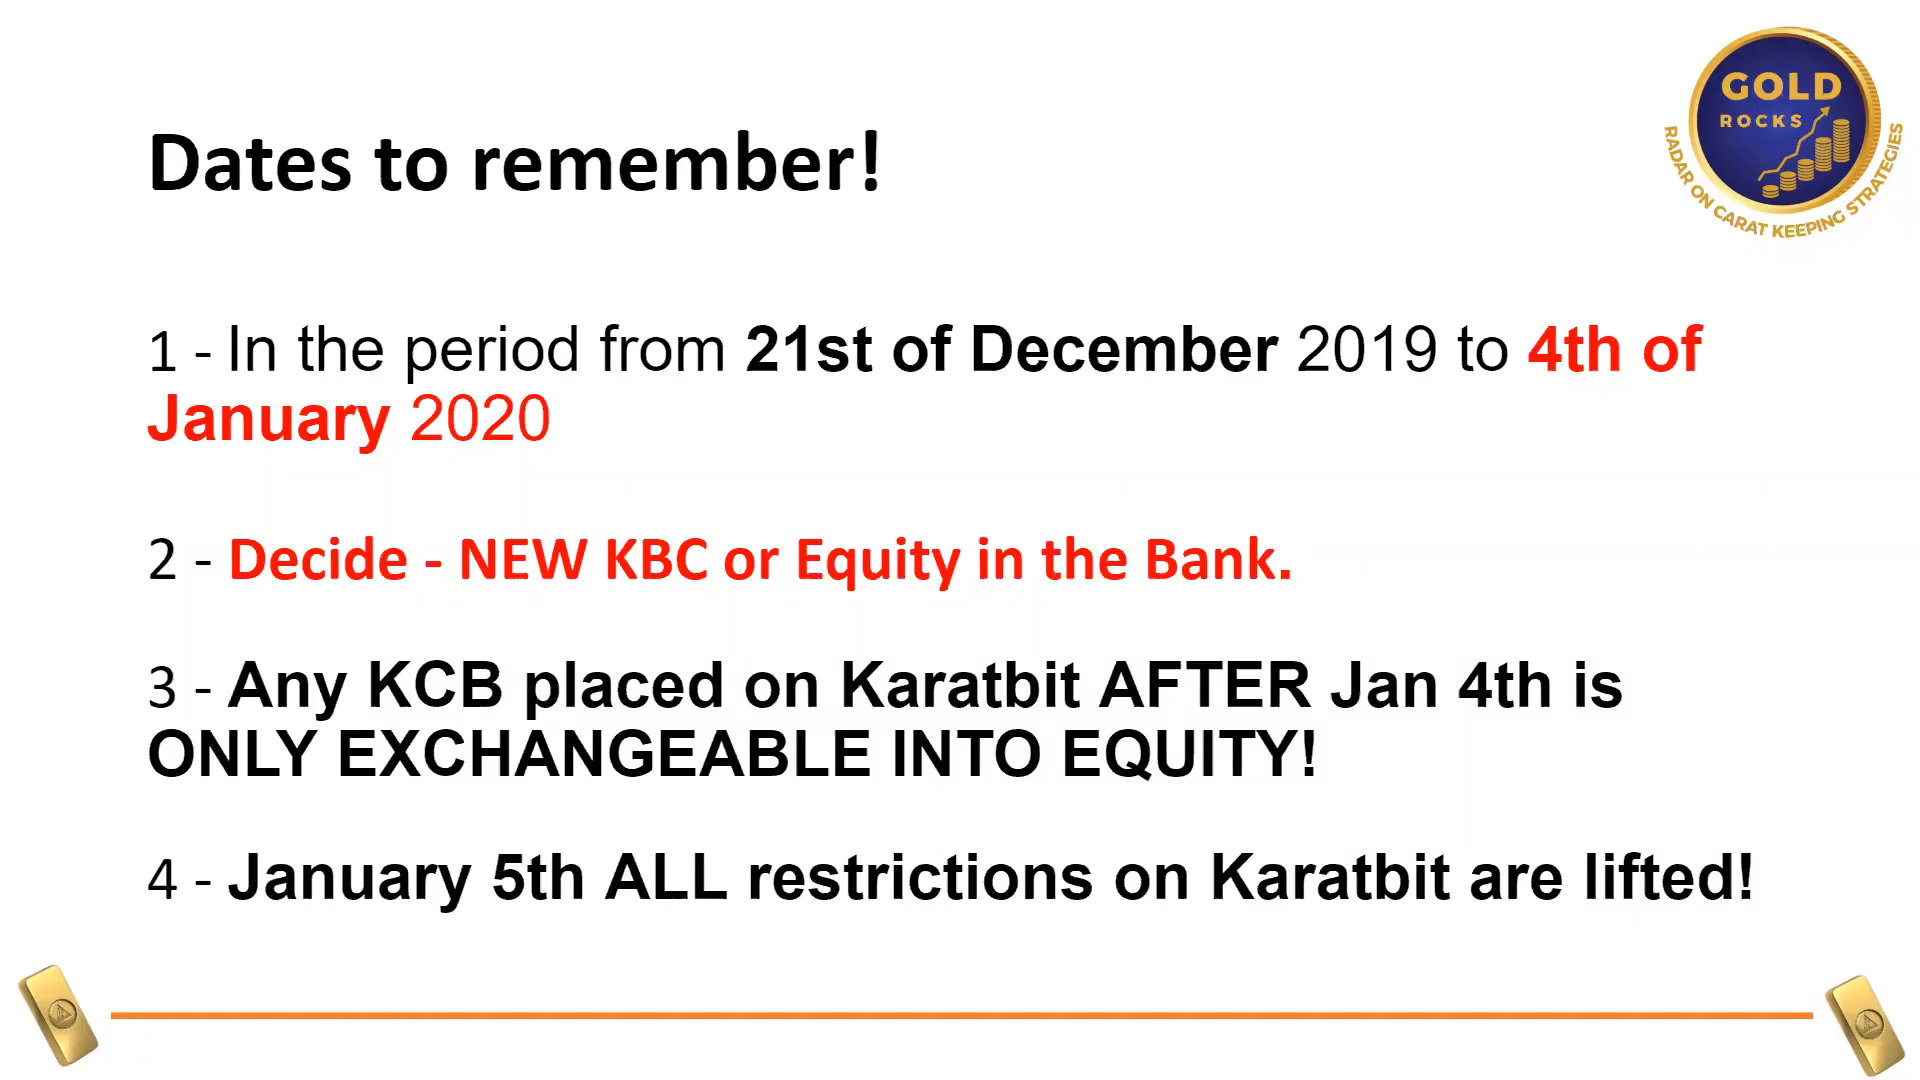 GOLD
ROCKS
RADAR ON CARAT KEEPING STRATEGIES
Dates to remember!
1 - In the period from 21st of December 2019 to 4th of
January 2020
2 - Decide - NEW KBC or Equity in the Bank.
3 - Any KCB placed on Karatbit AFTER Jan 4th is
ONLY EXCHANGEABLE INTO EQUITY!
4 - January 5th ALL restrictions on Karatbit are lifted!